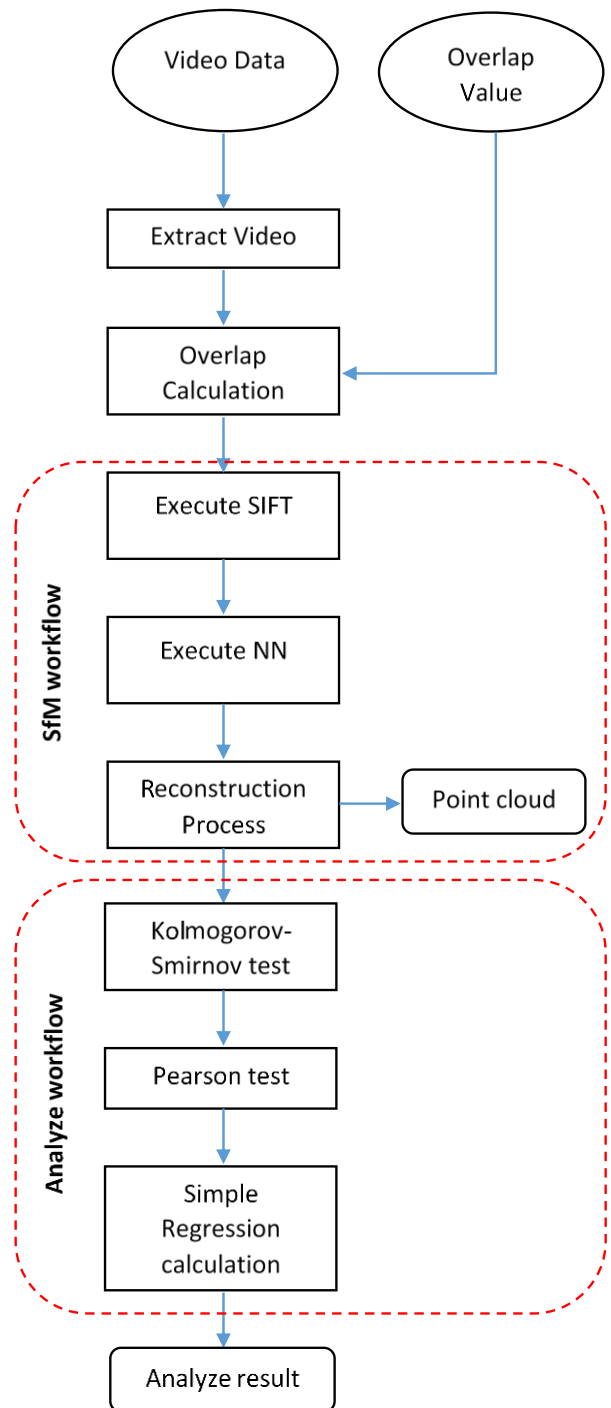 Video Data
Overlap
Value
Extract Video
Overlap
Calculation
SfM workflow
Execute SIFT
Execute NN
Reconstruction
Process
Point cloud
Analyze workflow
Kolmogorov-
Smirnov test
Pearson test
Simple
Regression
calculation
Analyze result